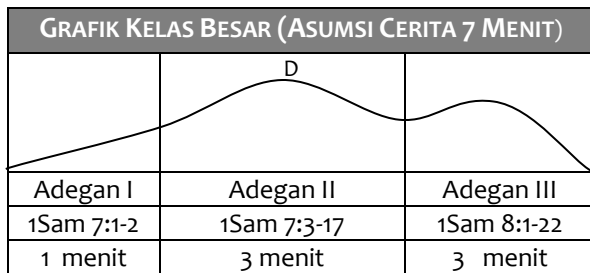 GRAFIK KELAS BESAR (ASUMSI CERITA 7 MENIT)
D
Adegan I Adegan II Adegan III
1Sam 7:1-2 1Sam 7:3-17 1Sam 8:1-22
1 menit 3 menit 3 menit